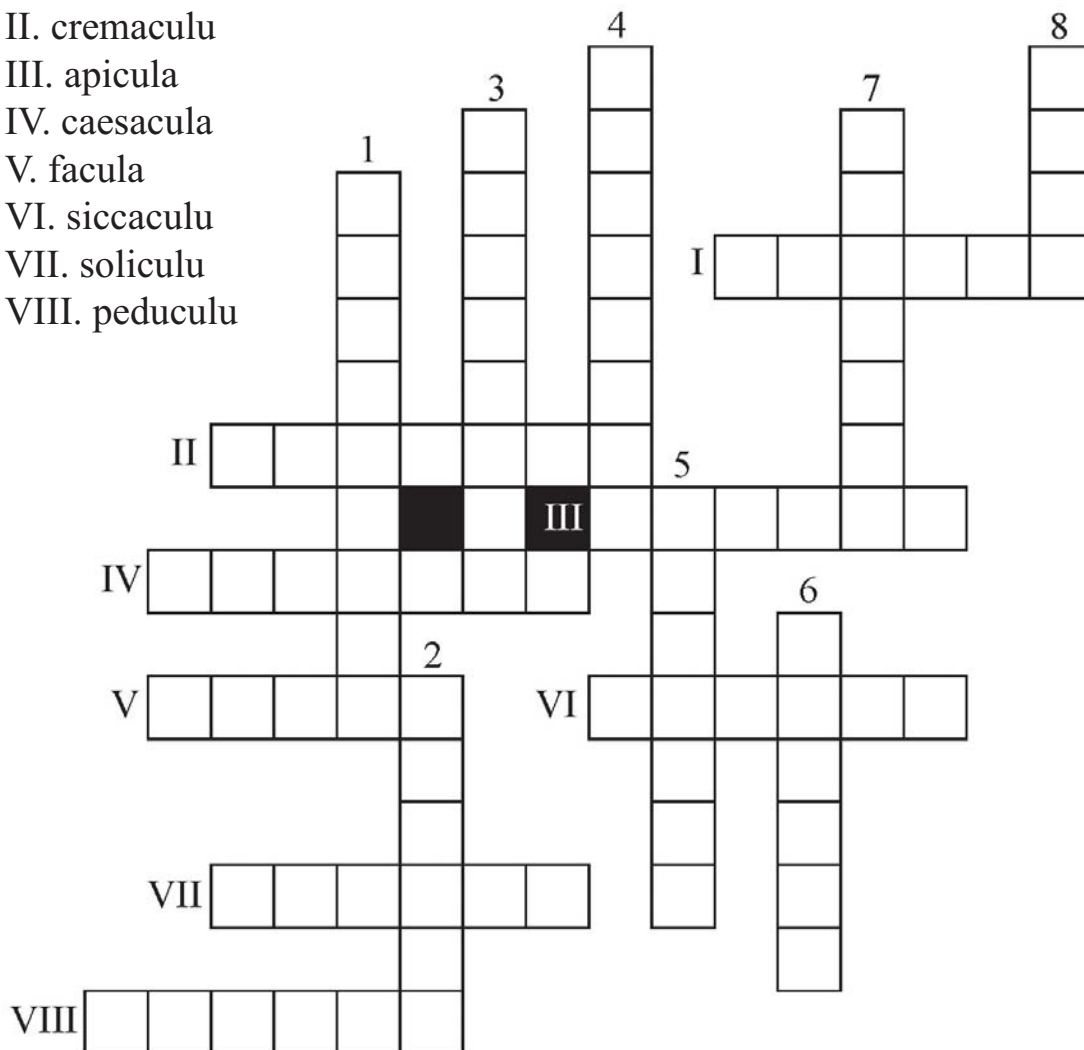 II. cremaculu
III. apicula
IV. caesacula
V. facula
VI. siccaculu
VII. soliculu
VIII. peduculu
4
8
3
7
1
I
II
5
III
IV
6
2
V
VI
VII
VIII